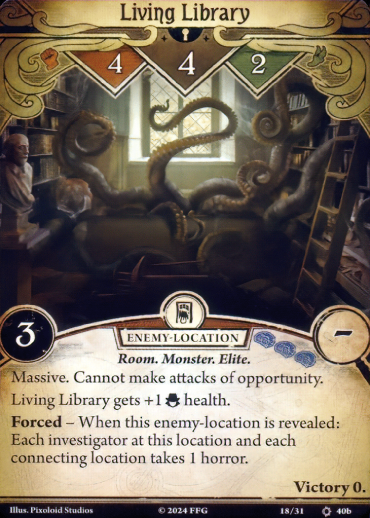 Living Library
4 4 2
3 ENEMY-LOCATION -
Room. Monster. Elite.
Massive. Cannot make attacks of opportunity.
Living Library gets +1 health.
Forced – When this enemy-location is revealed:
Each investigator at this location and each
connecting location takes 1 horror.
Victory 0.
Illus. Pixoloid Studios © 2024 FFG 18/31 40b